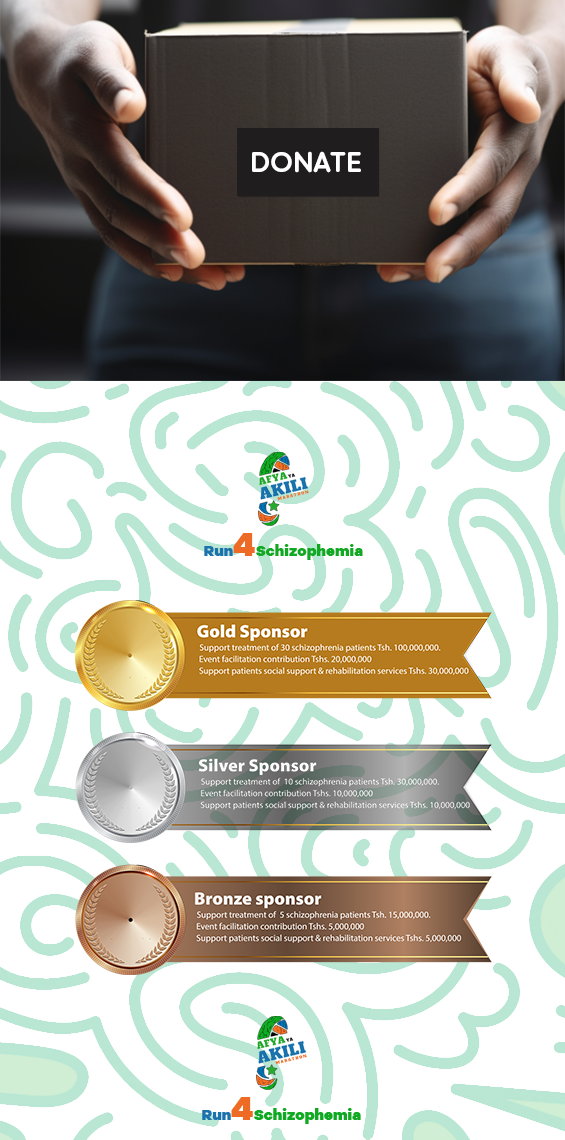 DONATE
AFYA YA
AKILI
MARATHON
Run4Schizophemia
Gold Sponsor
Support treatment of 30 schizophrenia patients Tsh. 100,000,000.
Event facilitation contribution Tshs. 20,000,000
Support patients social support & rehabilitation services Tshs. 30,000,000
Silver Sponsor
Support treatment of 10 schizophrenia patients Tsh. 30,000,000.
Event facilitation contribution Tshs. 10,000,000
Support patients social support & rehabilitation services Tshs. 10,000,000
Bronze sponsor
Support treatment of 5 schizophrenia patients Tsh. 15,000,000.
Event facilitation contribution Tshs. 5,000,000
Support patients social support & rehabilitation services Tshs. 5,000,000
AFYA YA
AKILI
MARATHON
Run4Schizophemia